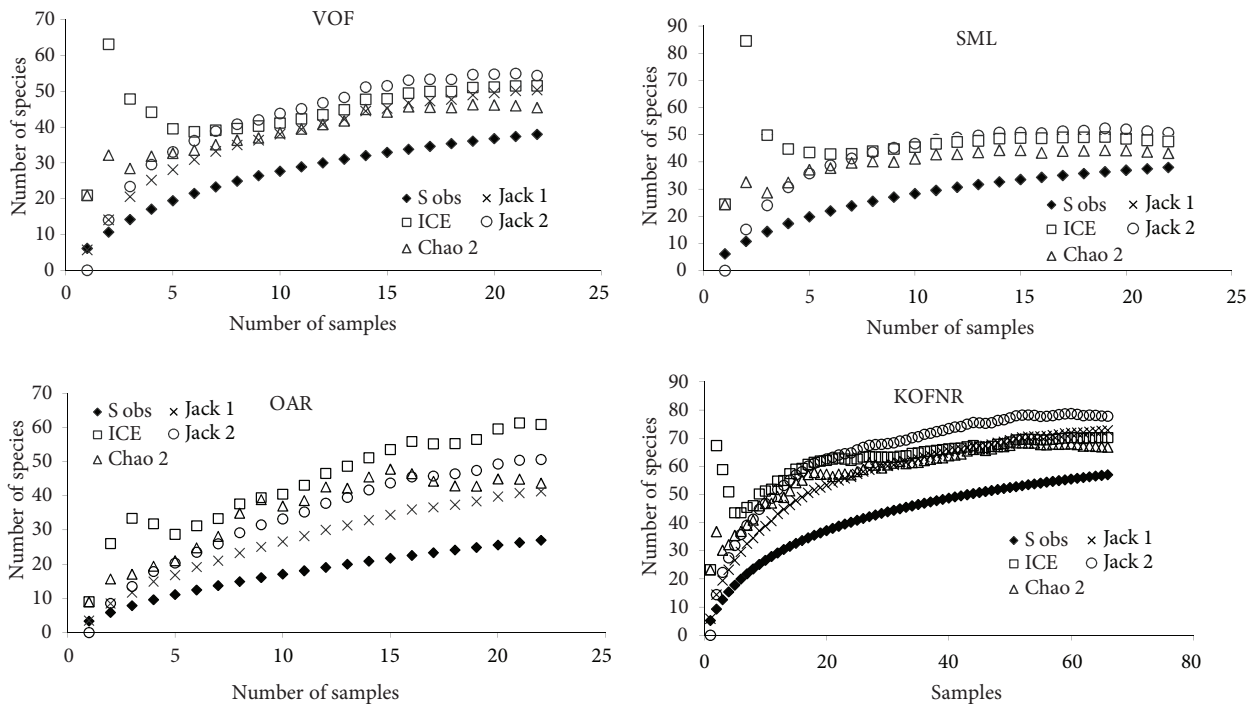 VOF
Number of species
70
60
50
40
30
20
10
0
S obs
Jack 1
ICE
Jack 2
Chao 2
0 5 10 15 20 25
Number of samples
SML
Number of species
90
80
70
60
50
40
30
20
10
0
S obs
Jack 1
ICE
Jack 2
Chao 2
0 5 10 15 20 25
Number of samples
OAR
Number of species
70
60
50
40
30
20
10
0
S obs
Jack 1
ICE
Jack 2
Chao 2
0 5 10 15 20 25
Number of samples
KOFNR
Number of species
90
80
70
60
50
40
30
20
10
0
S obs
Jack 1
ICE
Jack 2
Chao 2
0 20 40 60 80
Samples